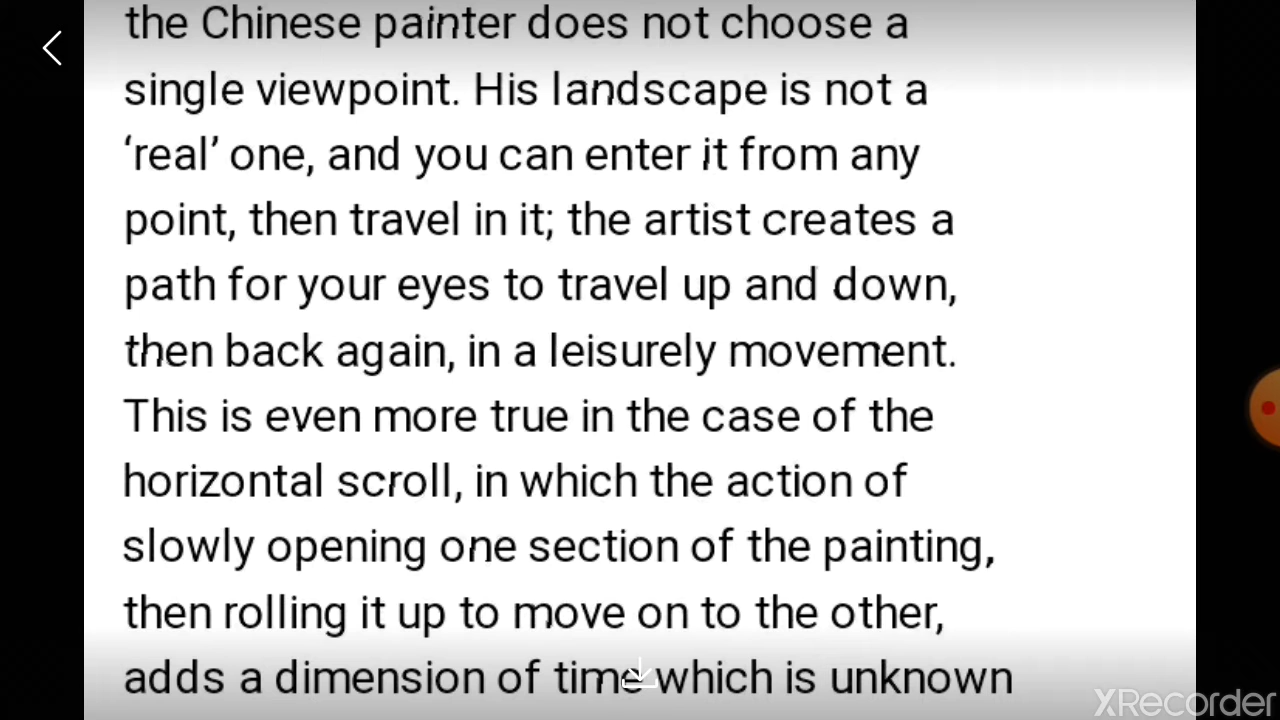 the Chinese painter does not choose a
single viewpoint. His landscape is not a
‘real’ one, and you can enter it from any
point, then travel in it; the artist creates a
path for your eyes to travel up and down,
then back again, in a leisurely movement.
This is even more true in the case of the
horizontal scroll, in which the action of
slowly opening one section of the painting,
then rolling it up to move on to the other,
adds a dimension of time which is unknown
XRecorder